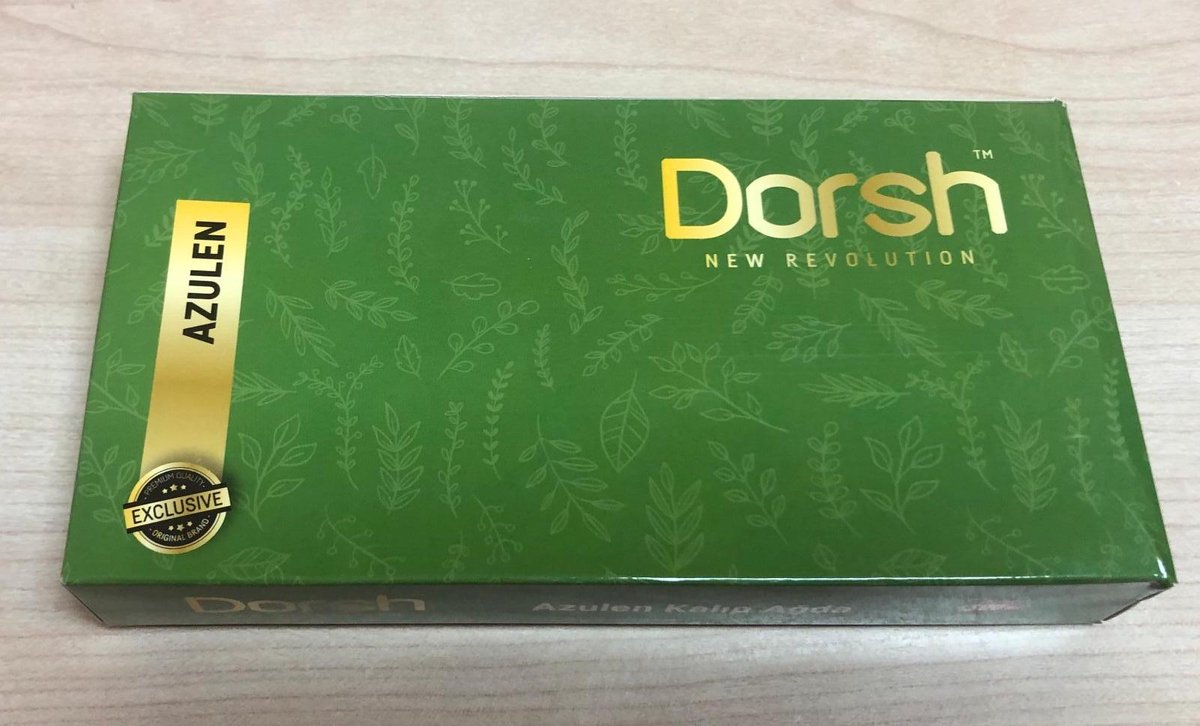 Dorsh™
NEW REVOLUTION
AZULEN
PREMIUM QUALITY
EXCLUSIVE
ORIGINAL BRAND
Dorsh
Azulen Kalıp Ağda